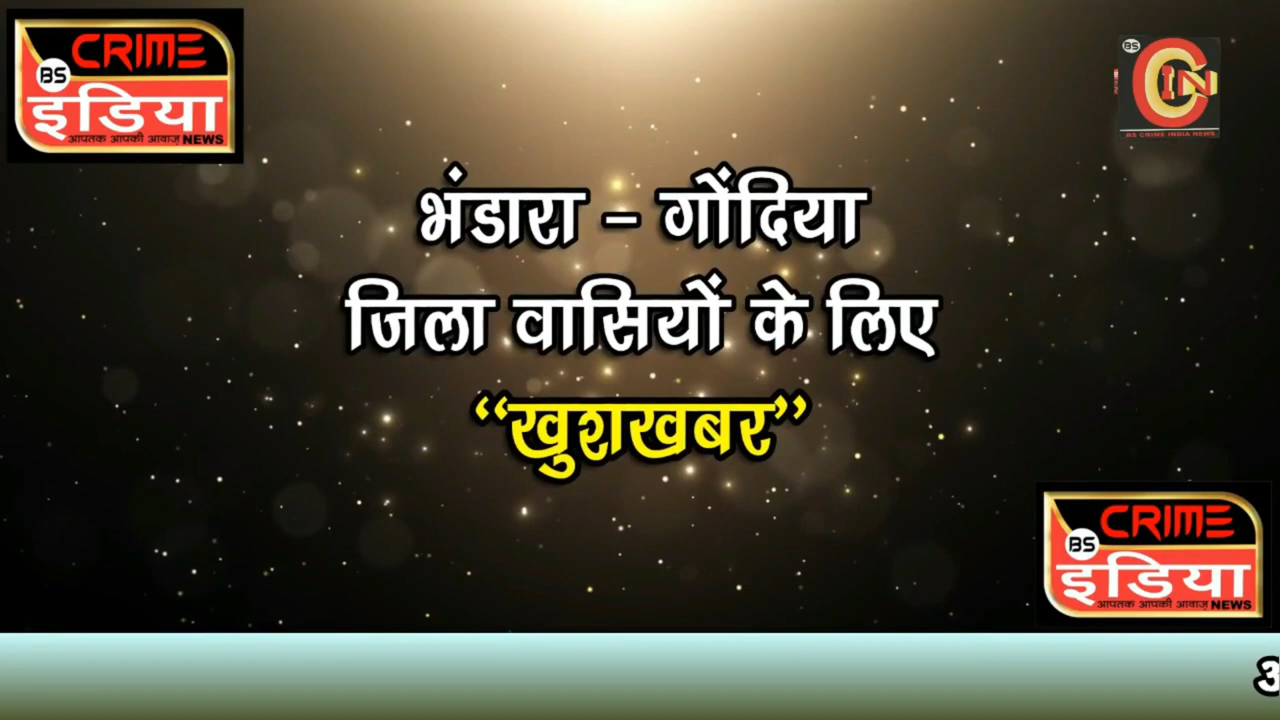 CRIME
BS
इंडिया
आपतक आपकी आवाज़ NEWS
BS
C IN
BS CRIME INDIA NEWS
भंडारा - गोंदिया
जिला वासियों के लिए
“खुशखबर”
CRIME
BS
इंडिया
आपतक आपकी आवाज़ NEWS